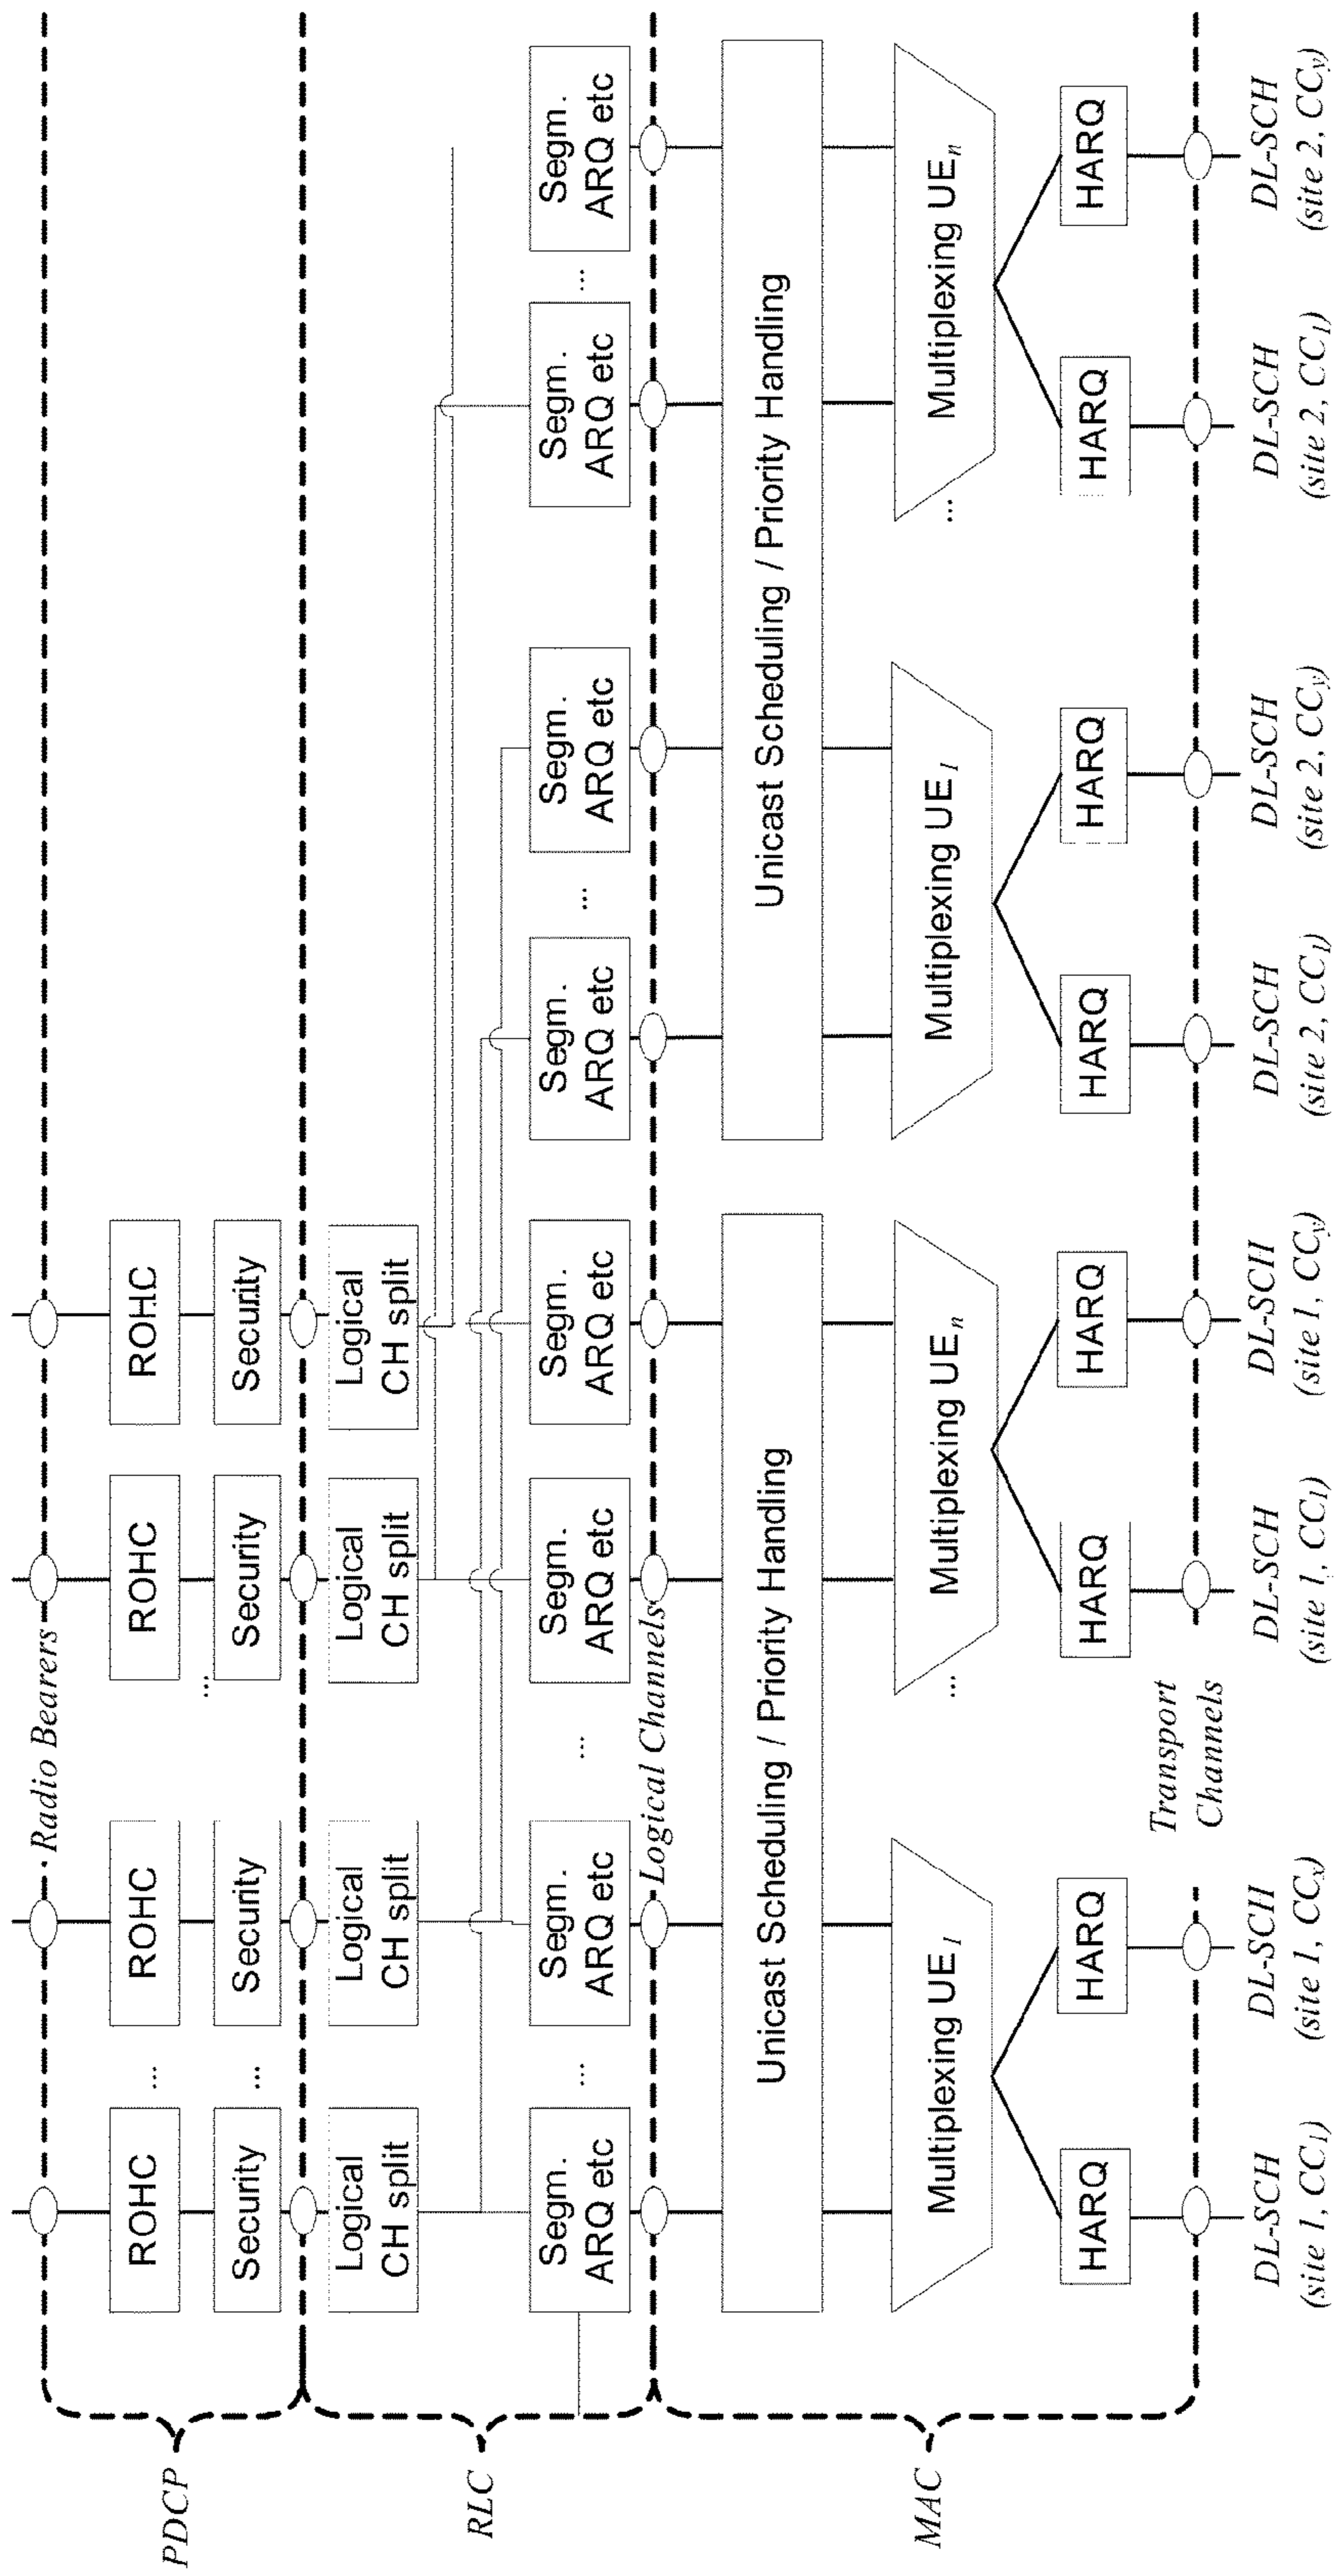 Radio Bearers
PDCP
ROHC
...
ROHC
ROHC
ROHC
...
Security
...
Security
Security
Security
RLC
Logical
CH split
Logical
CH split
Logical
CH split
Logical
CH split
Segm.
ARQ etc
...
Segm.
ARQ etc
...
Segm.
ARQ etc
Segm.
ARQ etc
Segm.
ARQ etc
...
Segm.
ARQ etc
Segm.
ARQ etc
...
Segm.
ARQ etc
Logical Channels
MAC
Unicast Scheduling / Priority Handling
Unicast Scheduling / Priority Handling
Multiplexing UE1
...
Multiplexing UEn
Multiplexing UE1
...
Multiplexing UEn
HARQ
HARQ
HARQ
HARQ
HARQ
HARQ
HARQ
HARQ
Transport
Channels
DL-SCH
(site 1, CC1)
DL-SCH
(site 1, CCx)
DL-SCH
(site 1, CC1)
DL-SCH
(site 1, CCy)
DL-SCH
(site 2, CC1)
DL-SCH
(site 2, CCy)
DL-SCH
(site 2, CC1)
DL-SCH
(site 2, CCy)